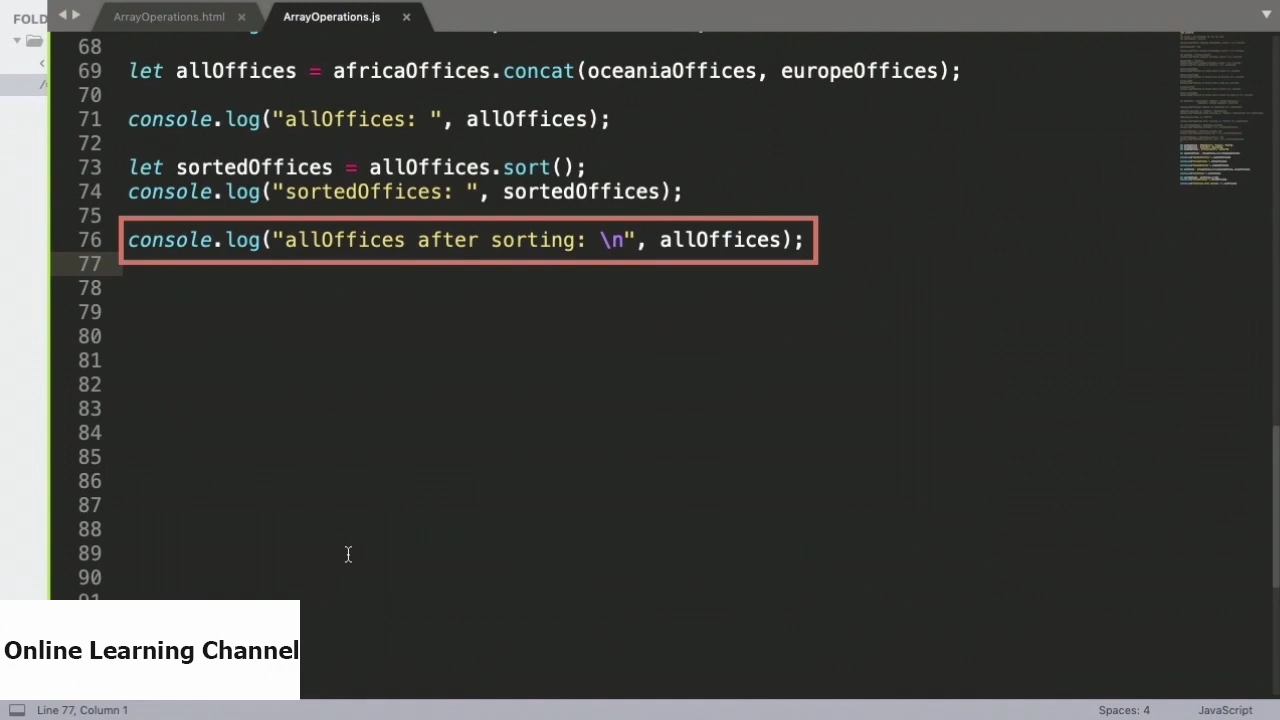 FOLD
ArrayOperations.html
ArrayOperations.js
68
69 let allOffices = africaOffices.concat(oceaniaOffices, europeOffices);
70
71 console.log("allOffices: ", allOffices);
72
73 let sortedOffices = allOffices.sort();
74 console.log("sortedOffices: ", sortedOffices);
75
76 console.log("allOffices after sorting: \n", allOffices);
77
78
79
80
81
82
83
84
85
86
87
88
89
90
Online Learning Channel
Line 77, Column 1 Spaces: 4 JavaScript